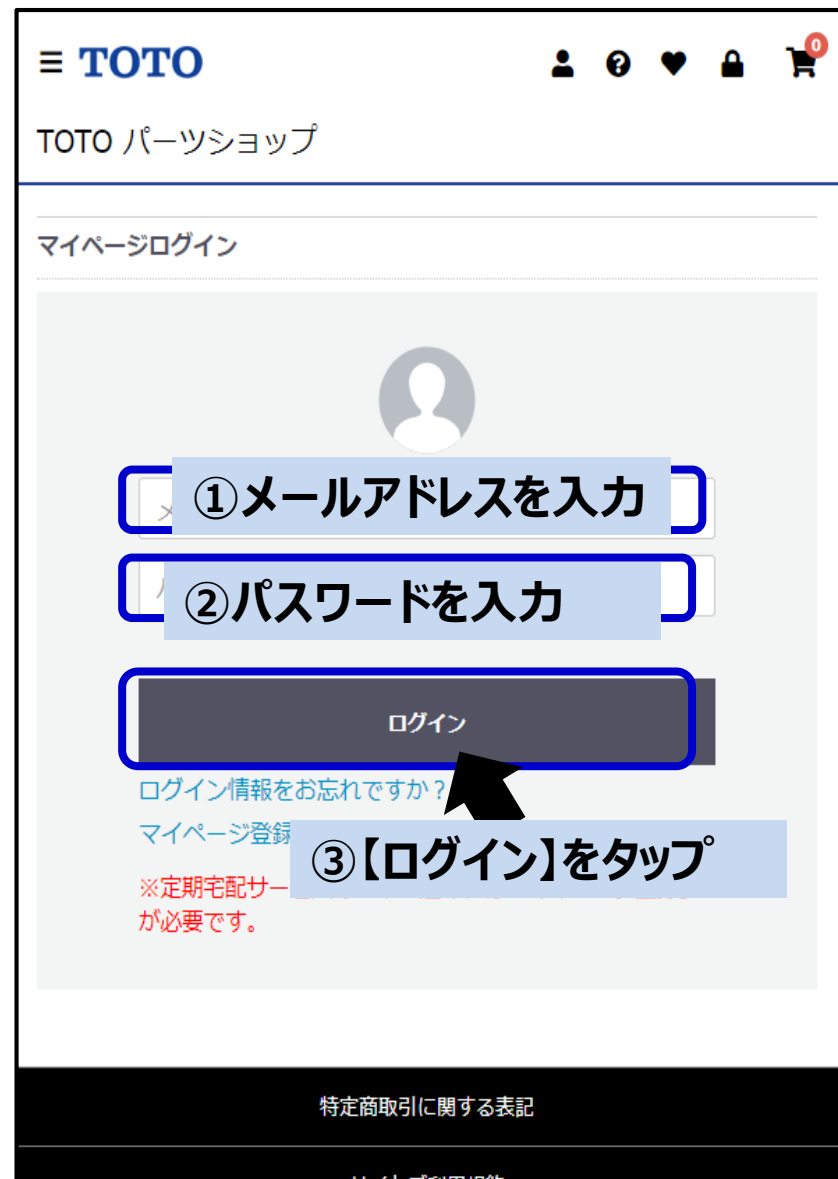 TOTO
0
TOTO パーツショップ
マイページログイン
①メールアドレスを入力
②パスワードを入力
ログイン
ログイン情報をお忘れですか？
マイページ登録
③【ログイン】をタップ
※定期宅配サー
が必要です。
特定商取引に関する表記